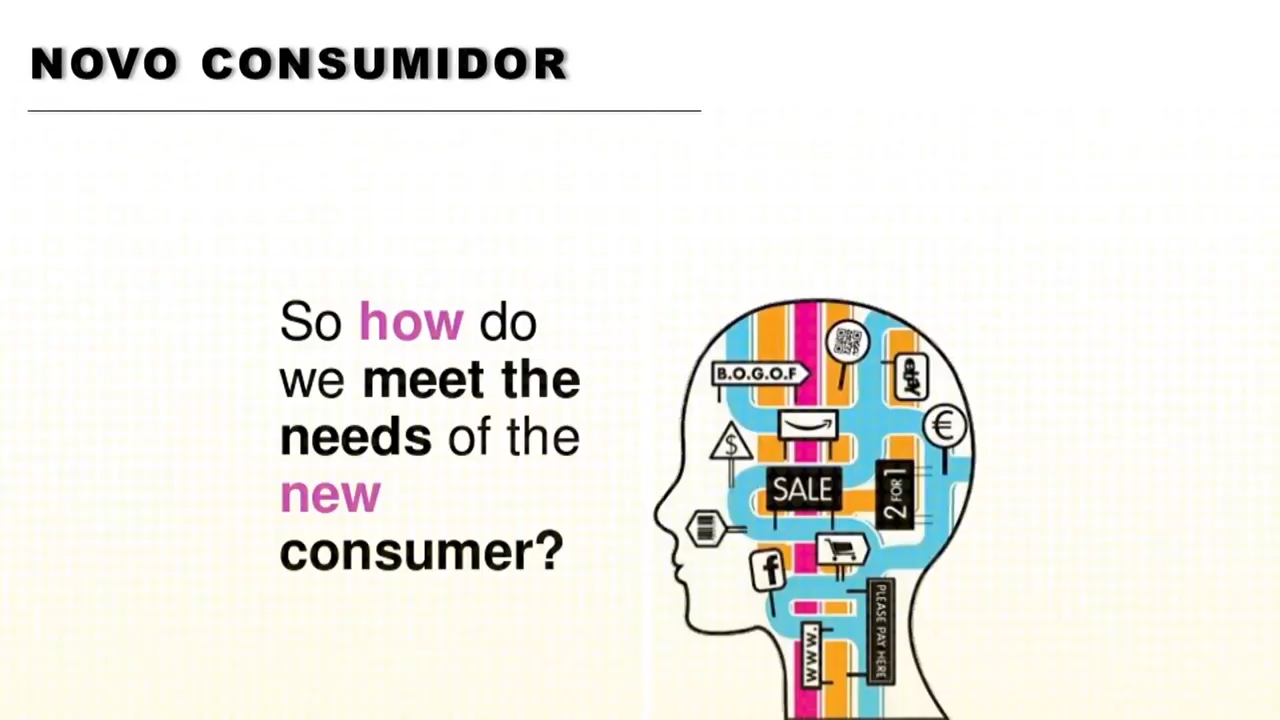 NOVO CONSUMIDOR
So how do
we meet the
needs of the
new
consumer?
B.O.G.O.F
ebay
$
€
SALE
2 FOR 1
f
PLEASE PAY HERE
WWW.